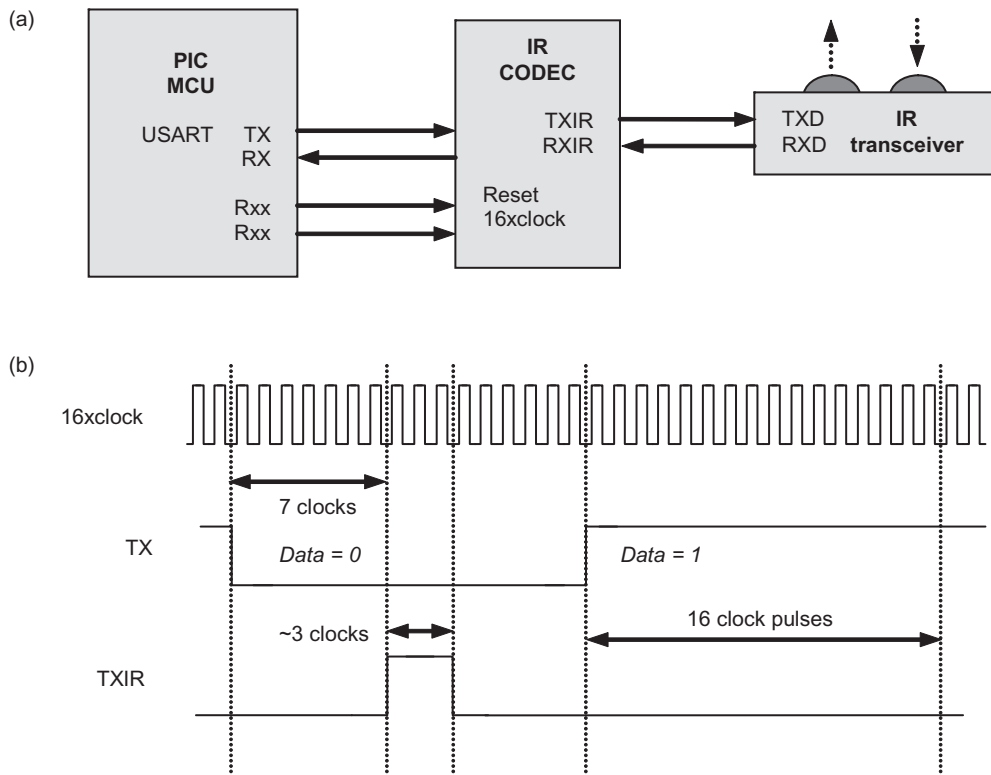 (a)
PIC
MCU
USART TX
RX
Rxx
Rxx
IR
CODEC
TXIR
RXIR
Reset
16xclock
TXD IR
RXD transceiver
(b)
16xclock
7 clocks
TX
Data = 0
Data = 1
~3 clocks
16 clock pulses
TXIR